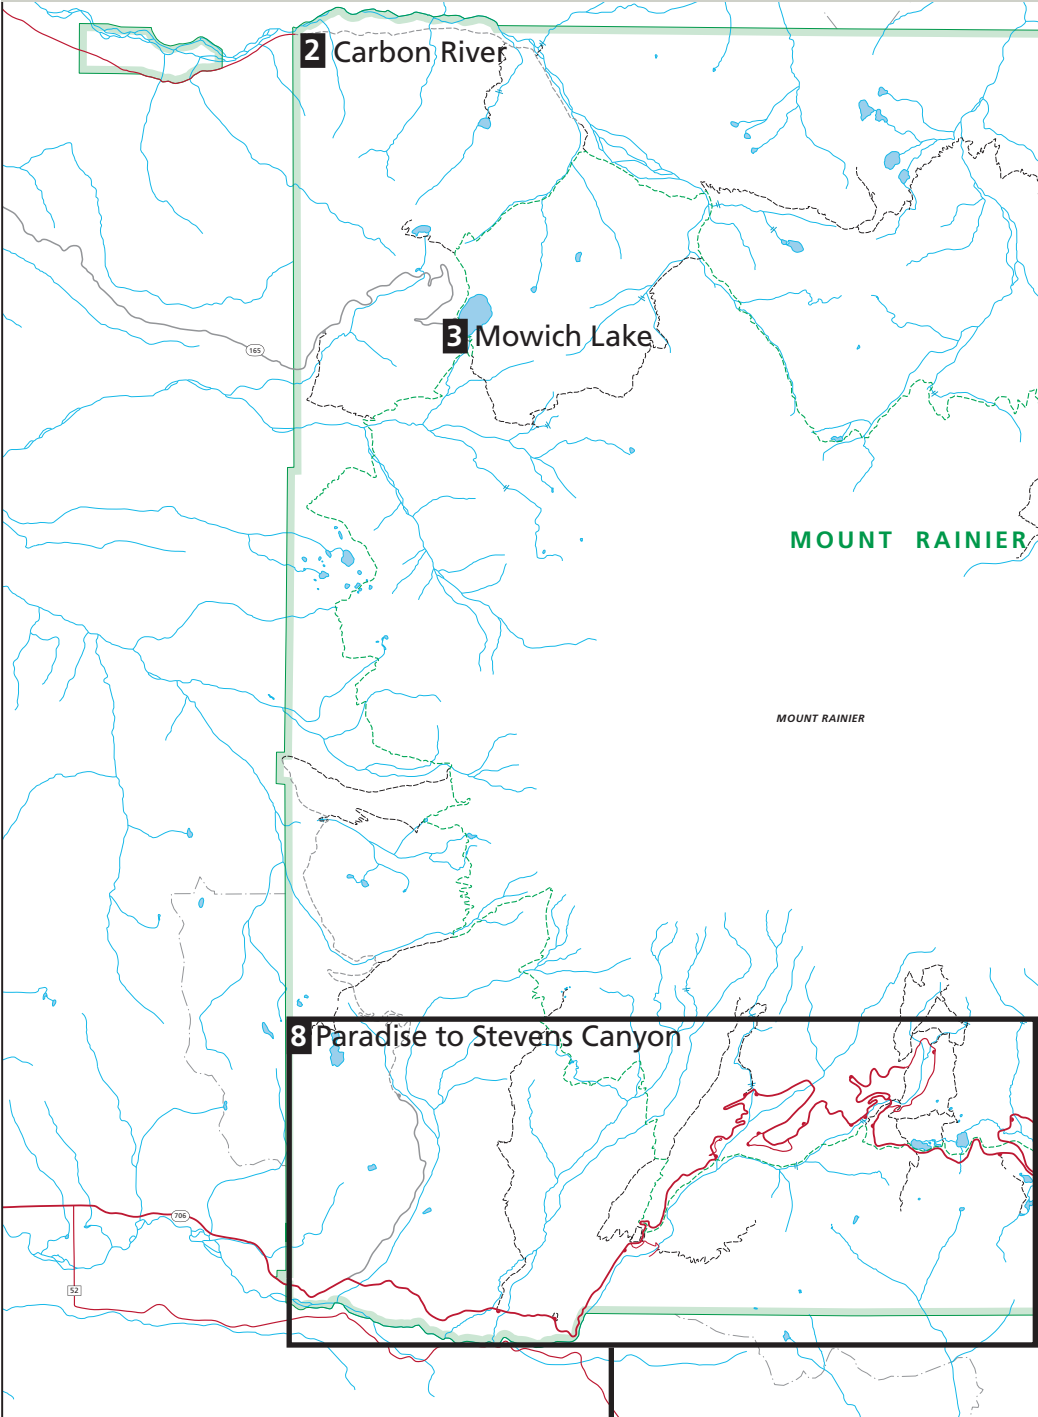 2 Carbon River
165
3 Mowich Lake
MOUNT RAINIER
MOUNT RAINIER
8 Paradise to Stevens Canyon
706
52